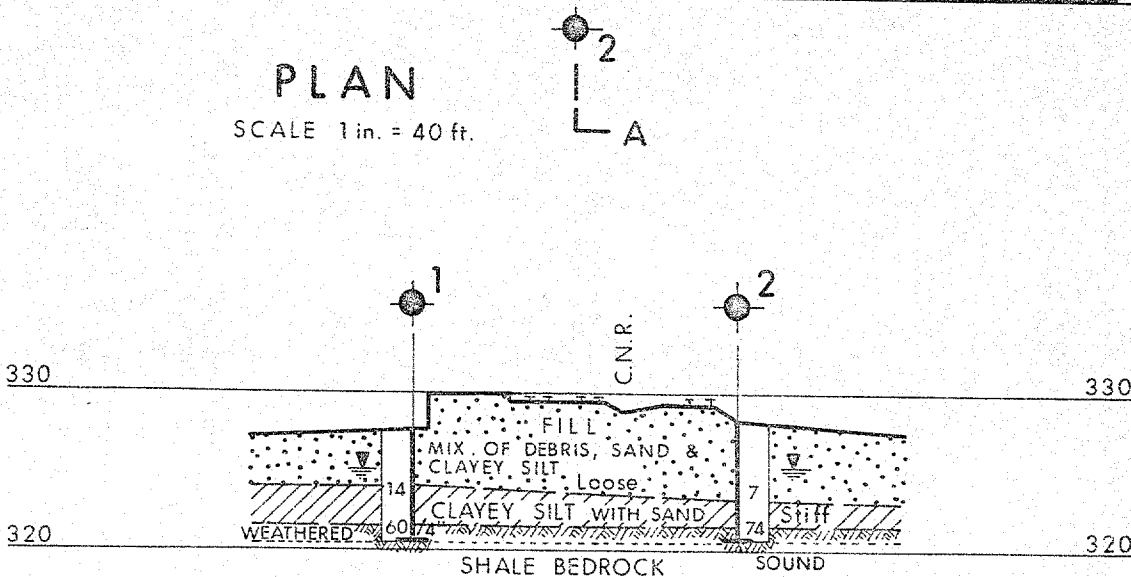 2
PLAN
SCALE 1 in. = 40 ft.
A
1
2
C.N.R.
330
330
FILL
MIX. OF DEBRIS, SAND &
CLAYEY SILT
Loose
14
7
CLAYEY SILT WITH SAND
Stiff
WEATHERED
60/4"
74
320
320
SHALE BEDROCK
SOUND